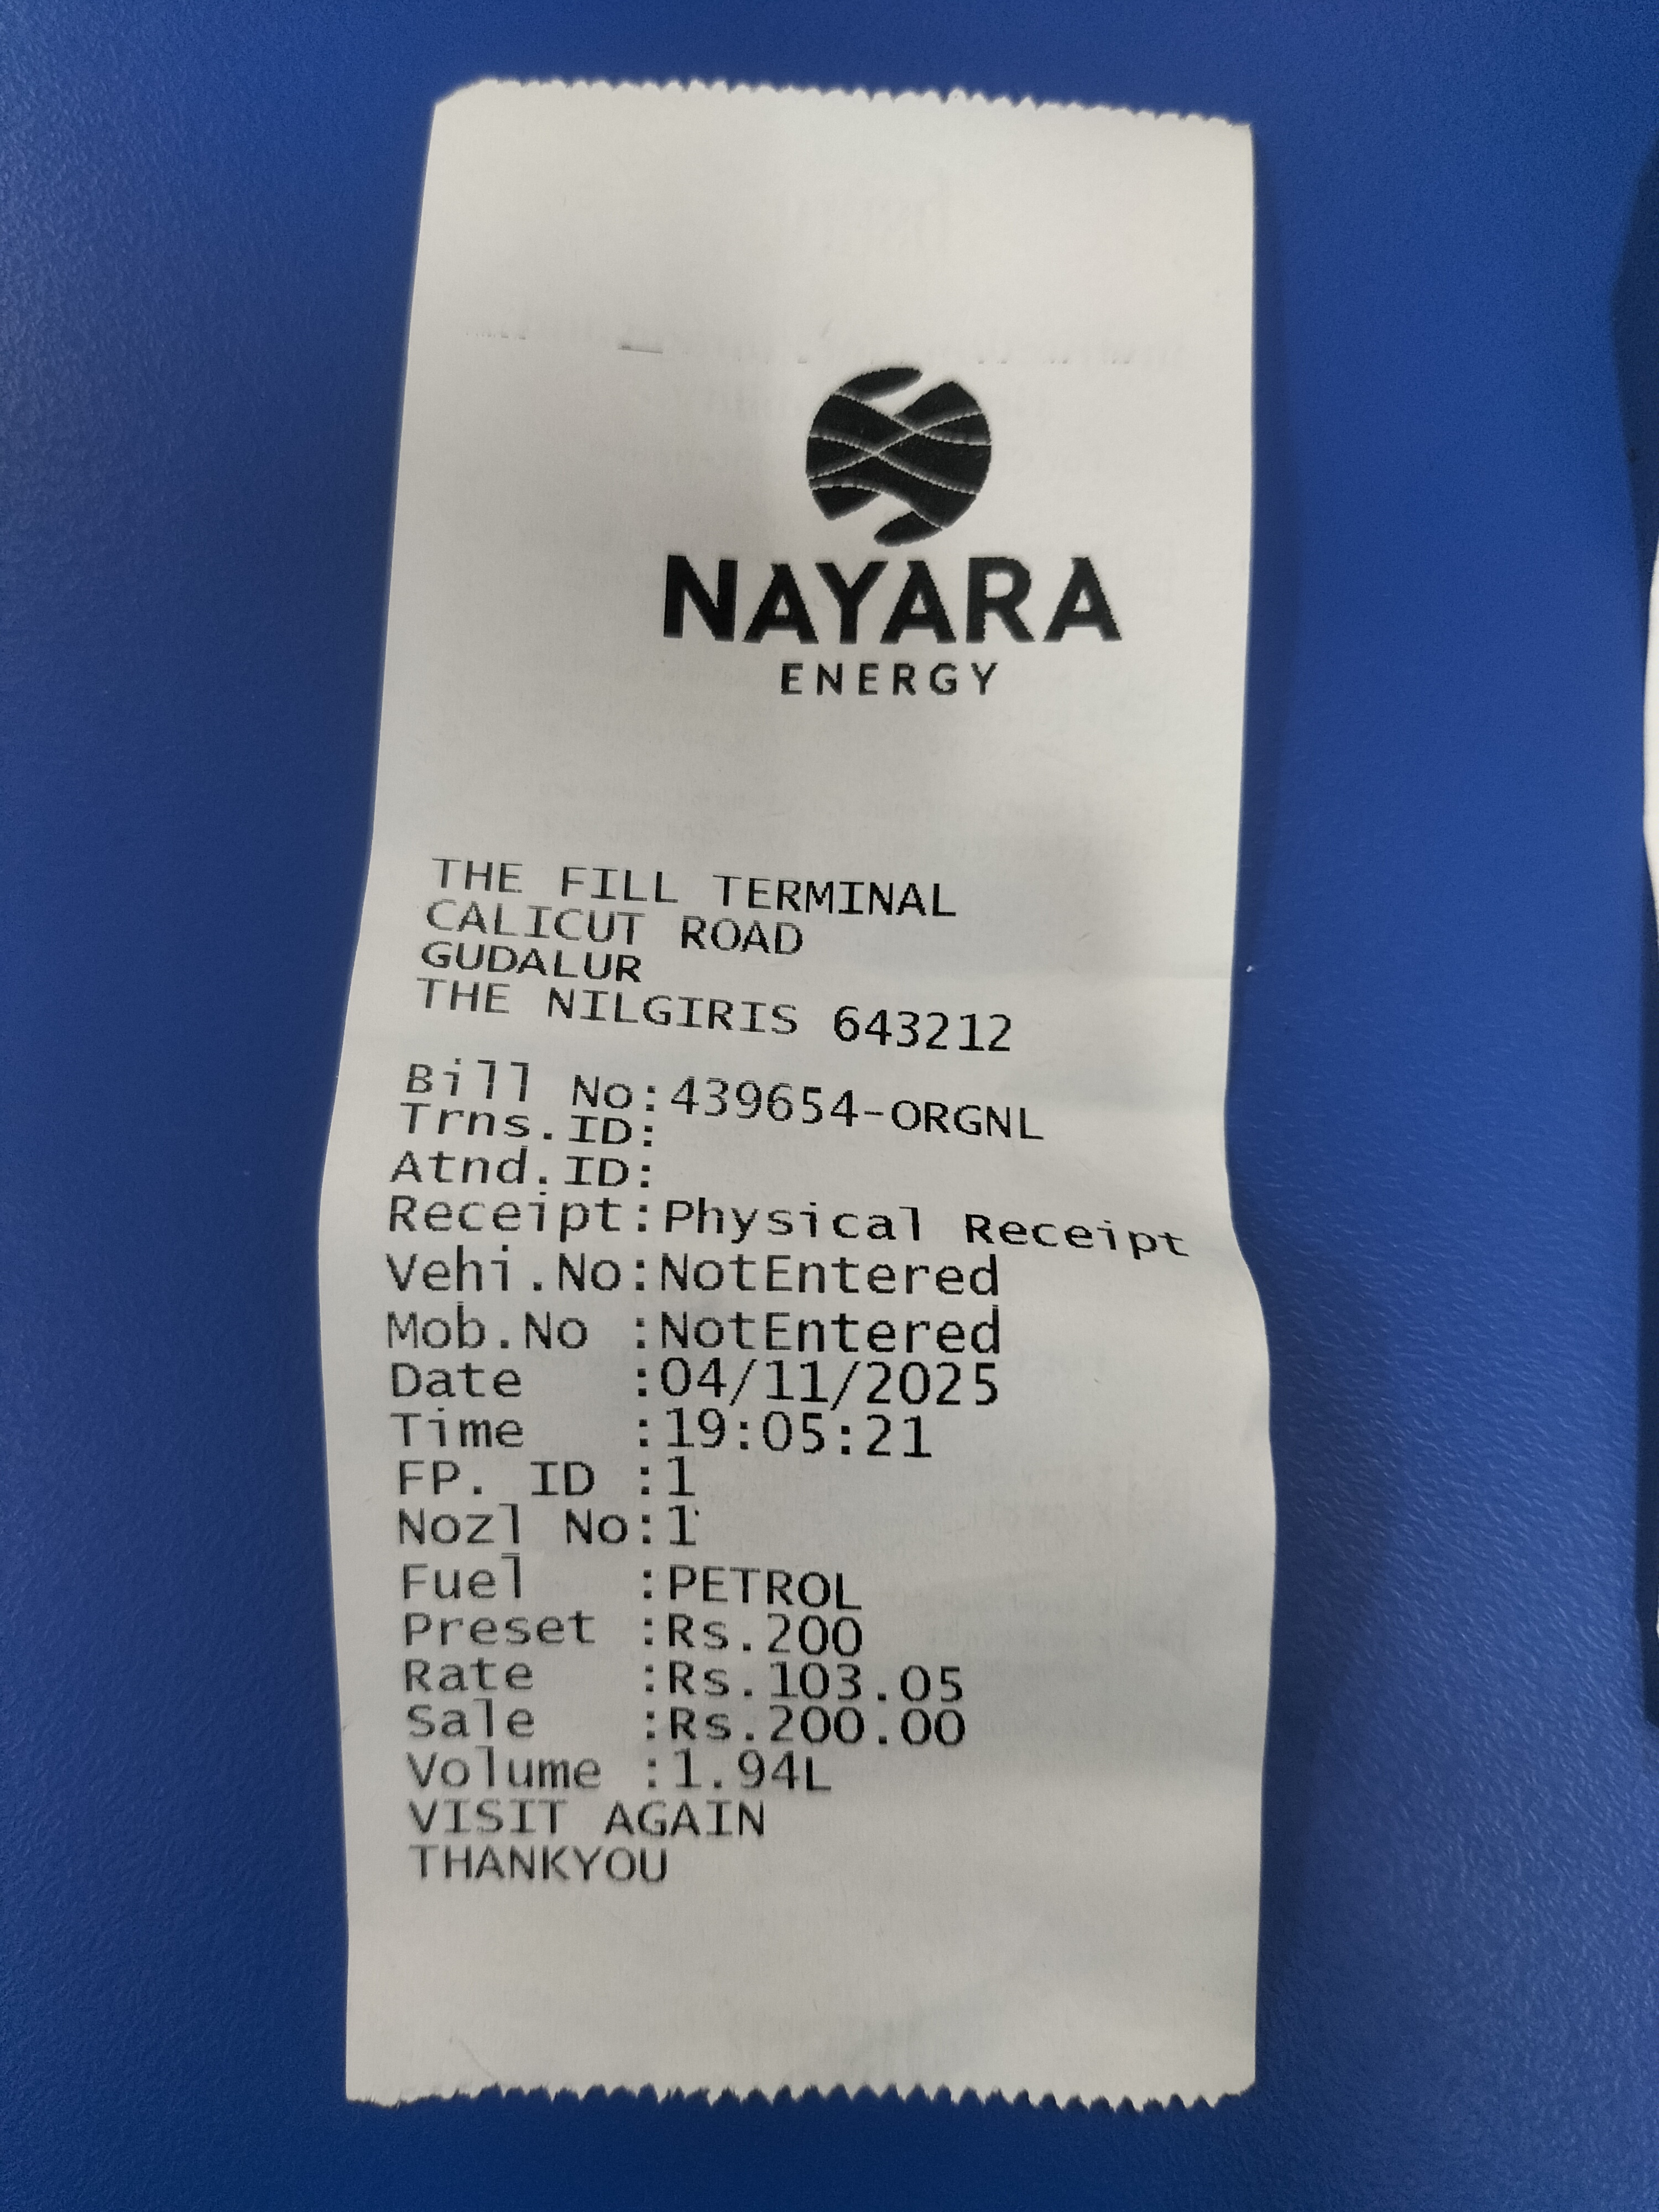 NAYARA
ENERGY
THE FILL TERMINAL
CALICUT ROAD
GUDALUR
THE NILGIRIS 643212
Bill No:439654-ORGNL
Trns.ID:
Atnd.ID:
Receipt:Physical Receipt
Vehi.No:NotEntered
Mob.No :NotEntered
Date   :04/11/2025
Time   :19:05:21
FP. ID :1
Nozl No:1
Fuel   :PETROL
Preset :Rs.200
Rate   :Rs.103.05
Sale   :Rs.200.00
Volume :1.94L
VISIT AGAIN
THANKYOU